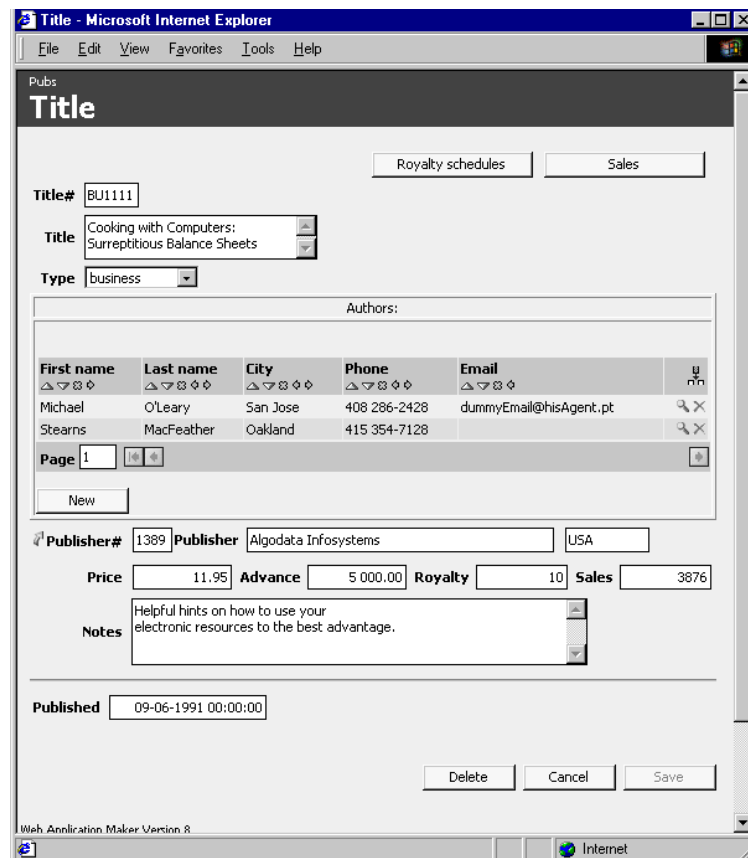 Title - Microsoft Internet Explorer
File Edit View Favorites Tools Help
Pubs
Title
Royalty schedules Sales
Title# BU1111
Title Cooking with Computers:
Surreptitious Balance Sheets
Type business
Authors:
First name Last name City Phone Email
Michael O'Leary San Jose 408 286-2428 dummyEmail@hisAgent.pt
Stearns MacFeather Oakland 415 354-7128
Page 1
New
Publisher# 1389 Publisher Algodata Infosystems USA
Price 11.95 Advance 5 000.00 Royalty 10 Sales 3876
Notes Helpful hints on how to use your
electronic resources to the best advantage.
Published 09-06-1991 00:00:00
Delete Cancel Save
Web Application Maker Version 8
Internet